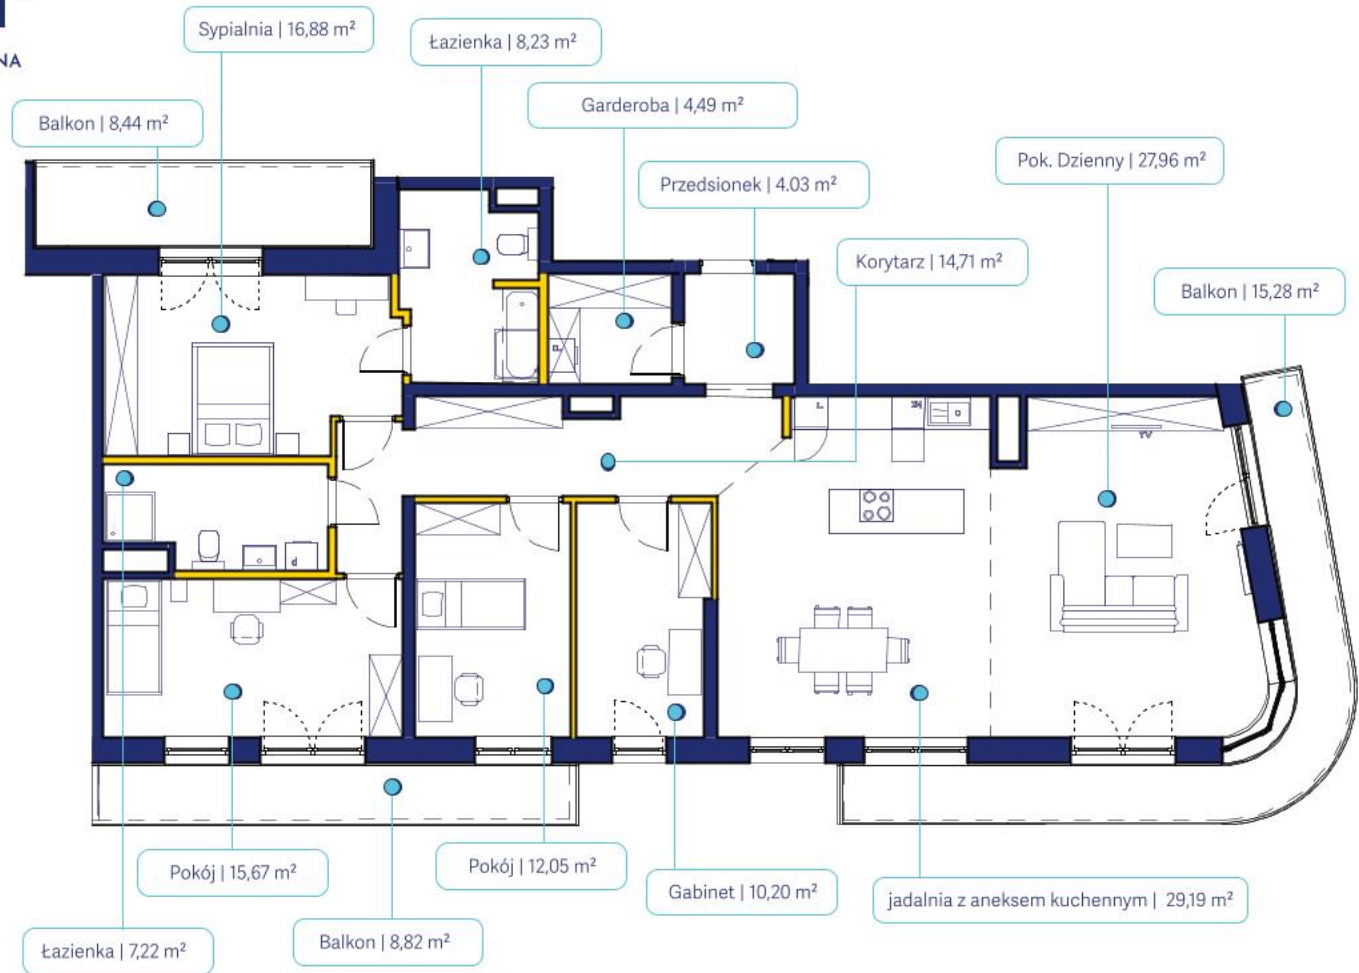 NA
Sypialnia | 16,88 m²
Łazienka | 8,23 m²
Balkon | 8,44 m²
Garderoba | 4,49 m²
Pok. Dzienny | 27,96 m²
Przedsionek | 4.03 m²
Korytarz | 14,71 m²
Balkon | 15,28 m²
L
ZM
TV
P
P
Pokój | 15,67 m²
Pokój | 12,05 m²
Gabinet | 10,20 m²
jadalnia z aneksem kuchennym | 29,19 m²
Łazienka | 7,22 m²
Balkon | 8,82 m²